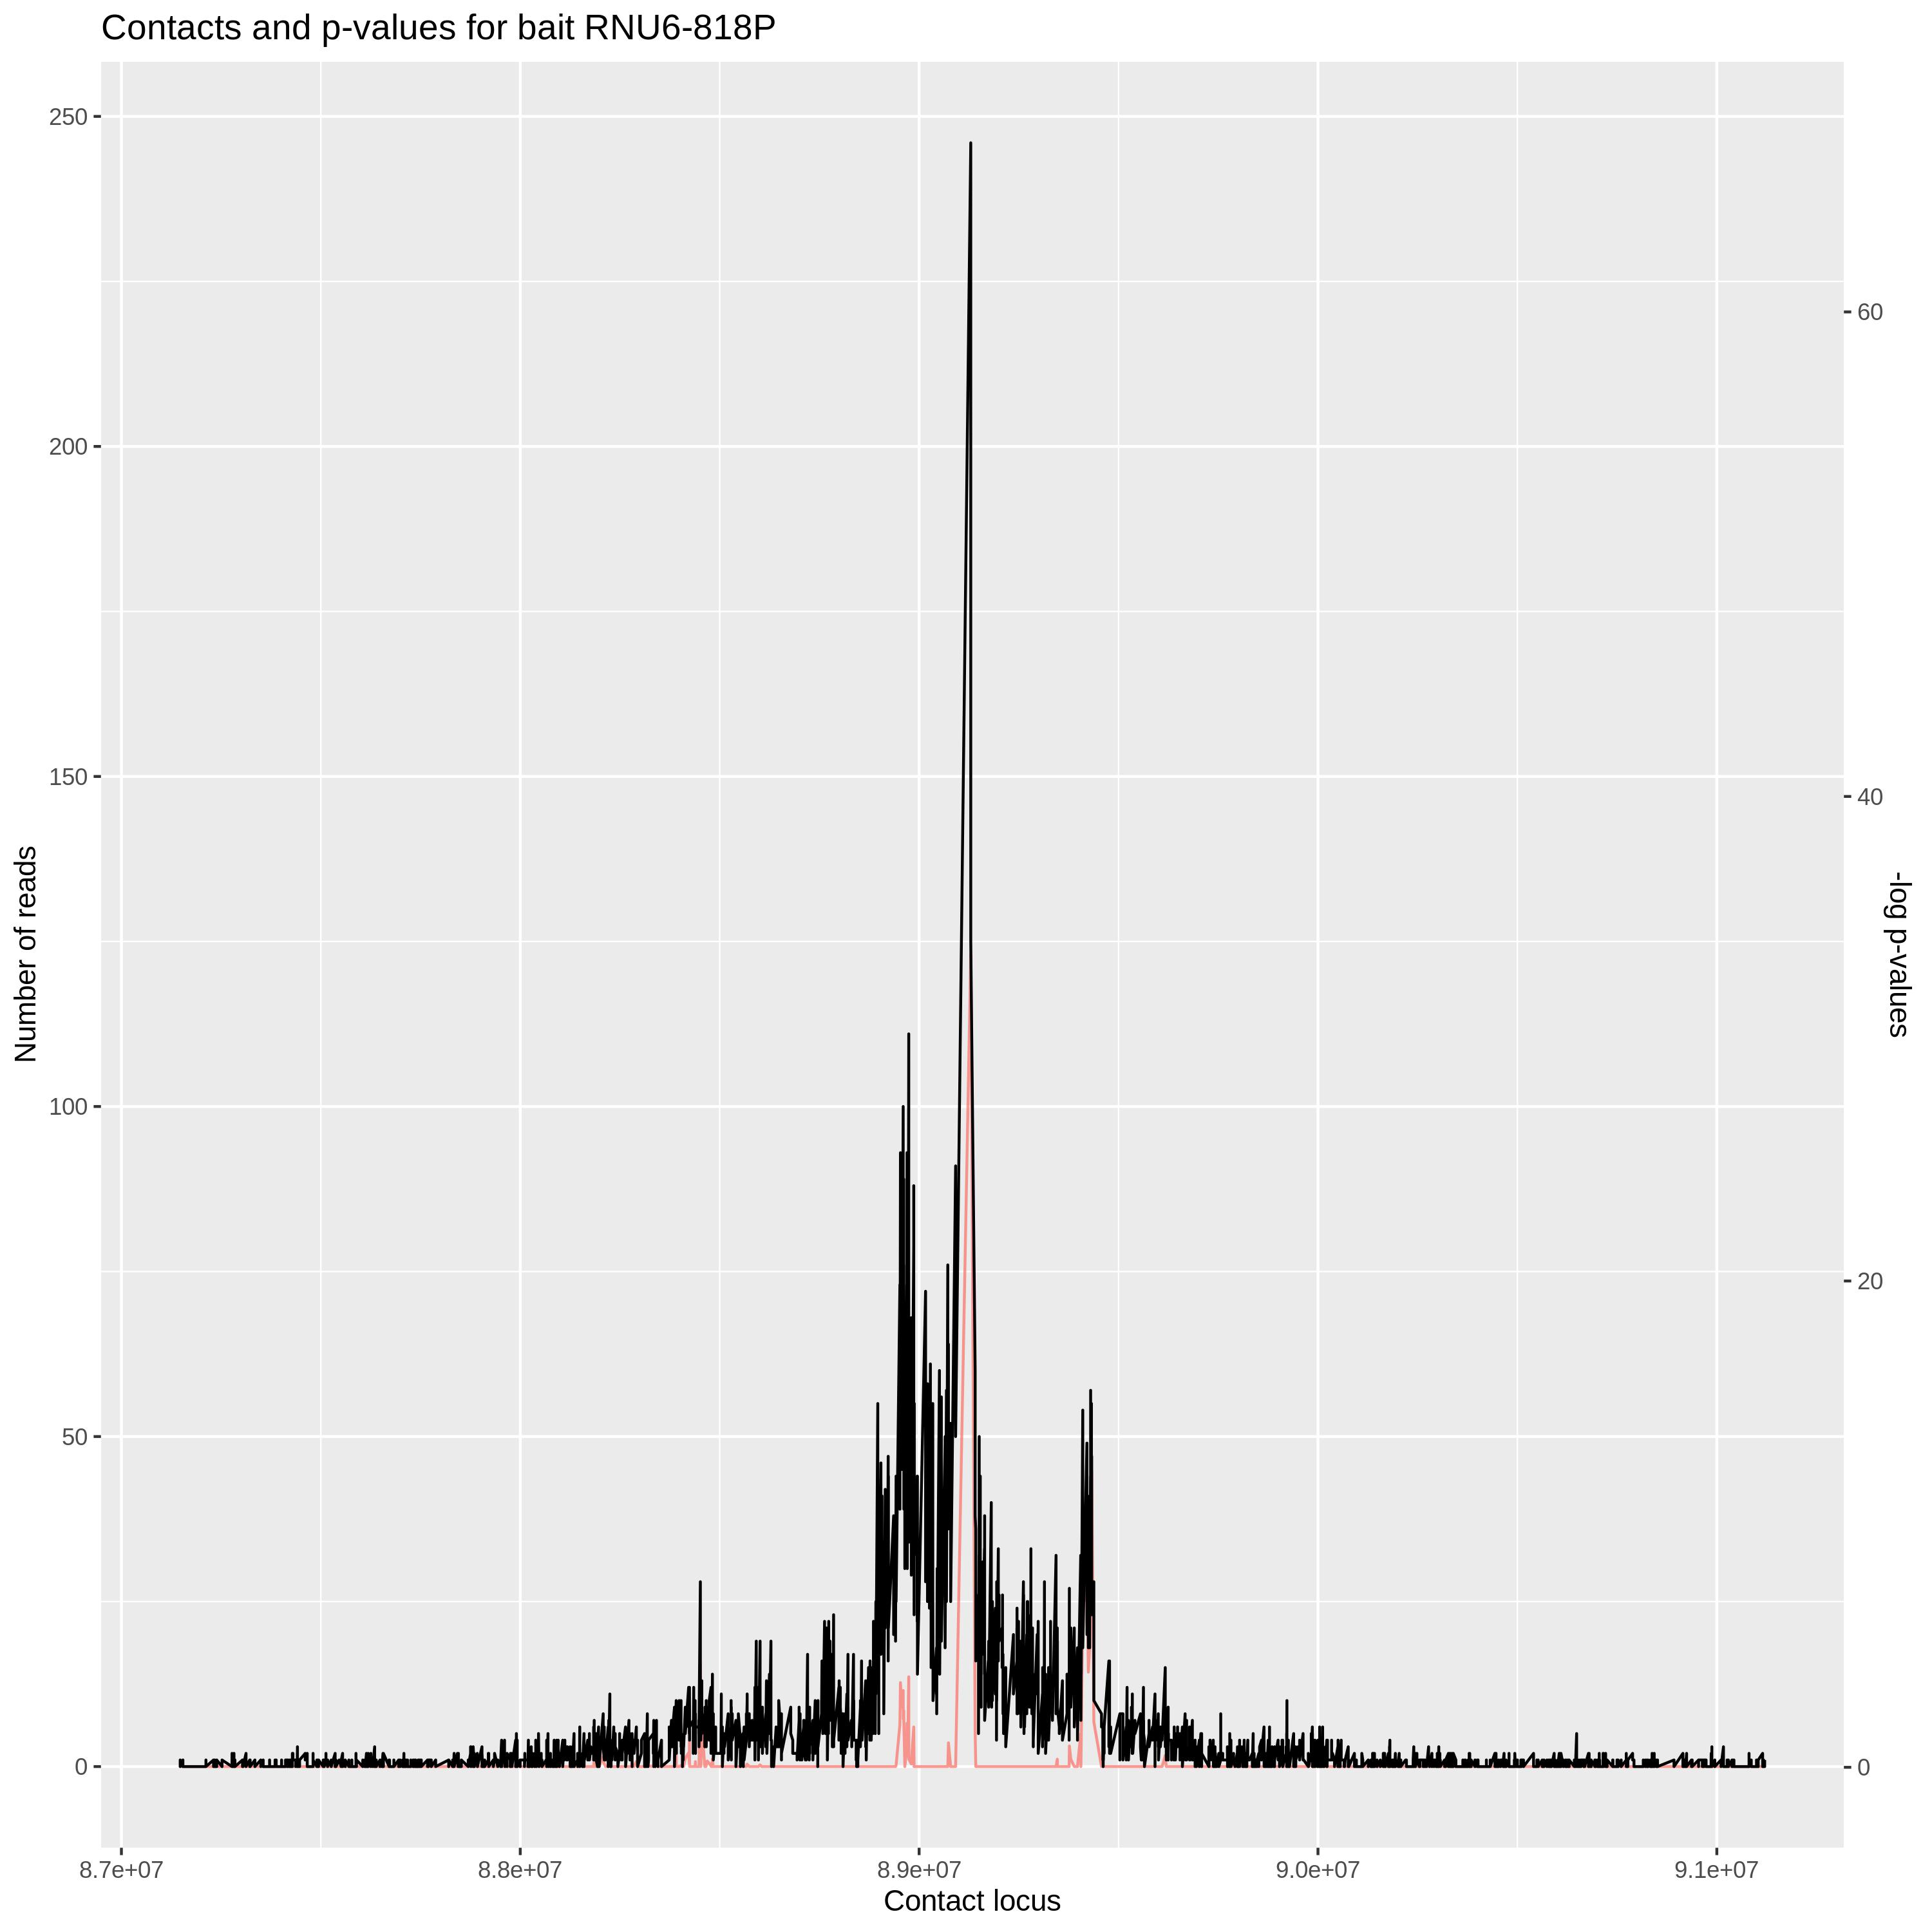 Contacts and p-values for bait RNU6-818P
250
200
150
100
50
0
Number of reads
60
40
20
0
-log p-values
8.7e+07
8.8e+07
8.9e+07
9.0e+07
9.1e+07
Contact locus